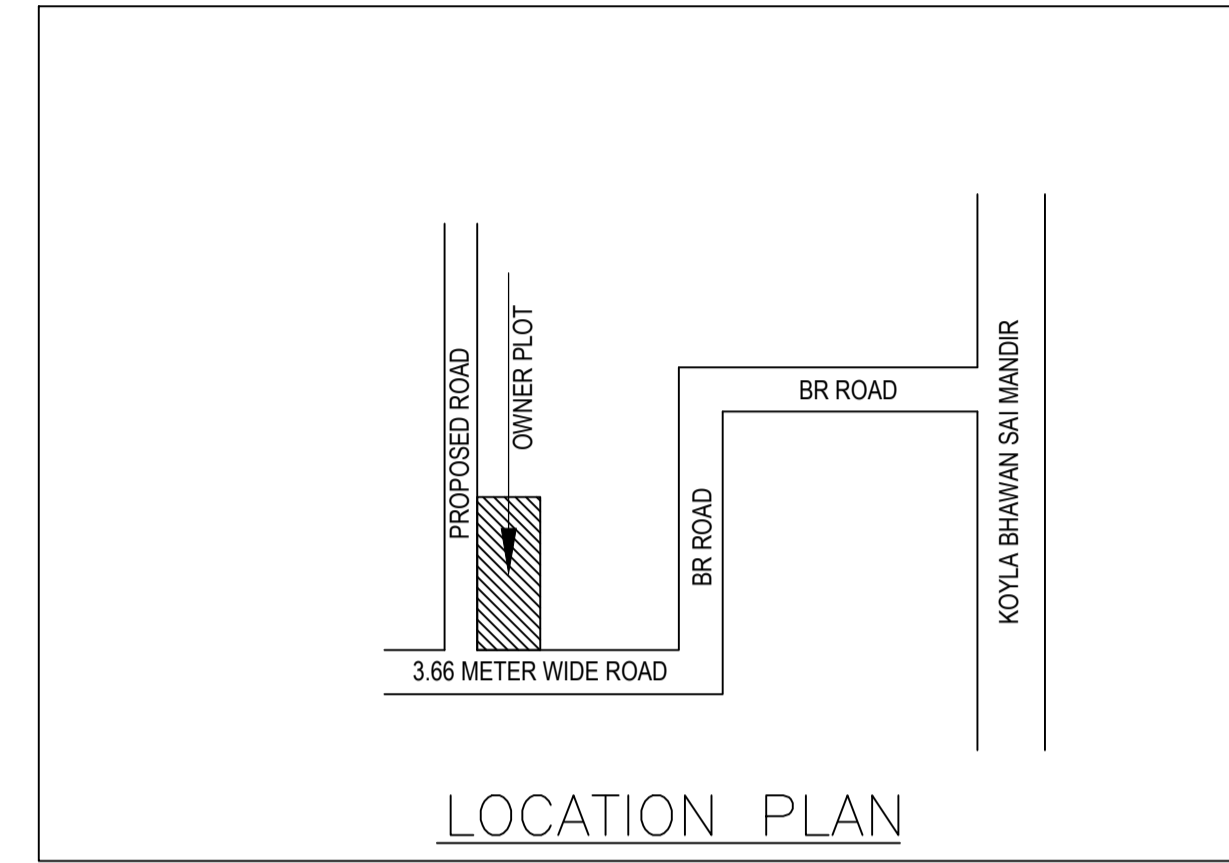 PROPOSED ROAD
OWNER PLOT
BR ROAD
BR ROAD
KOYLA BHAWAN SAI MANDIR
3.66 METER WIDE ROAD
LOCATION PLAN